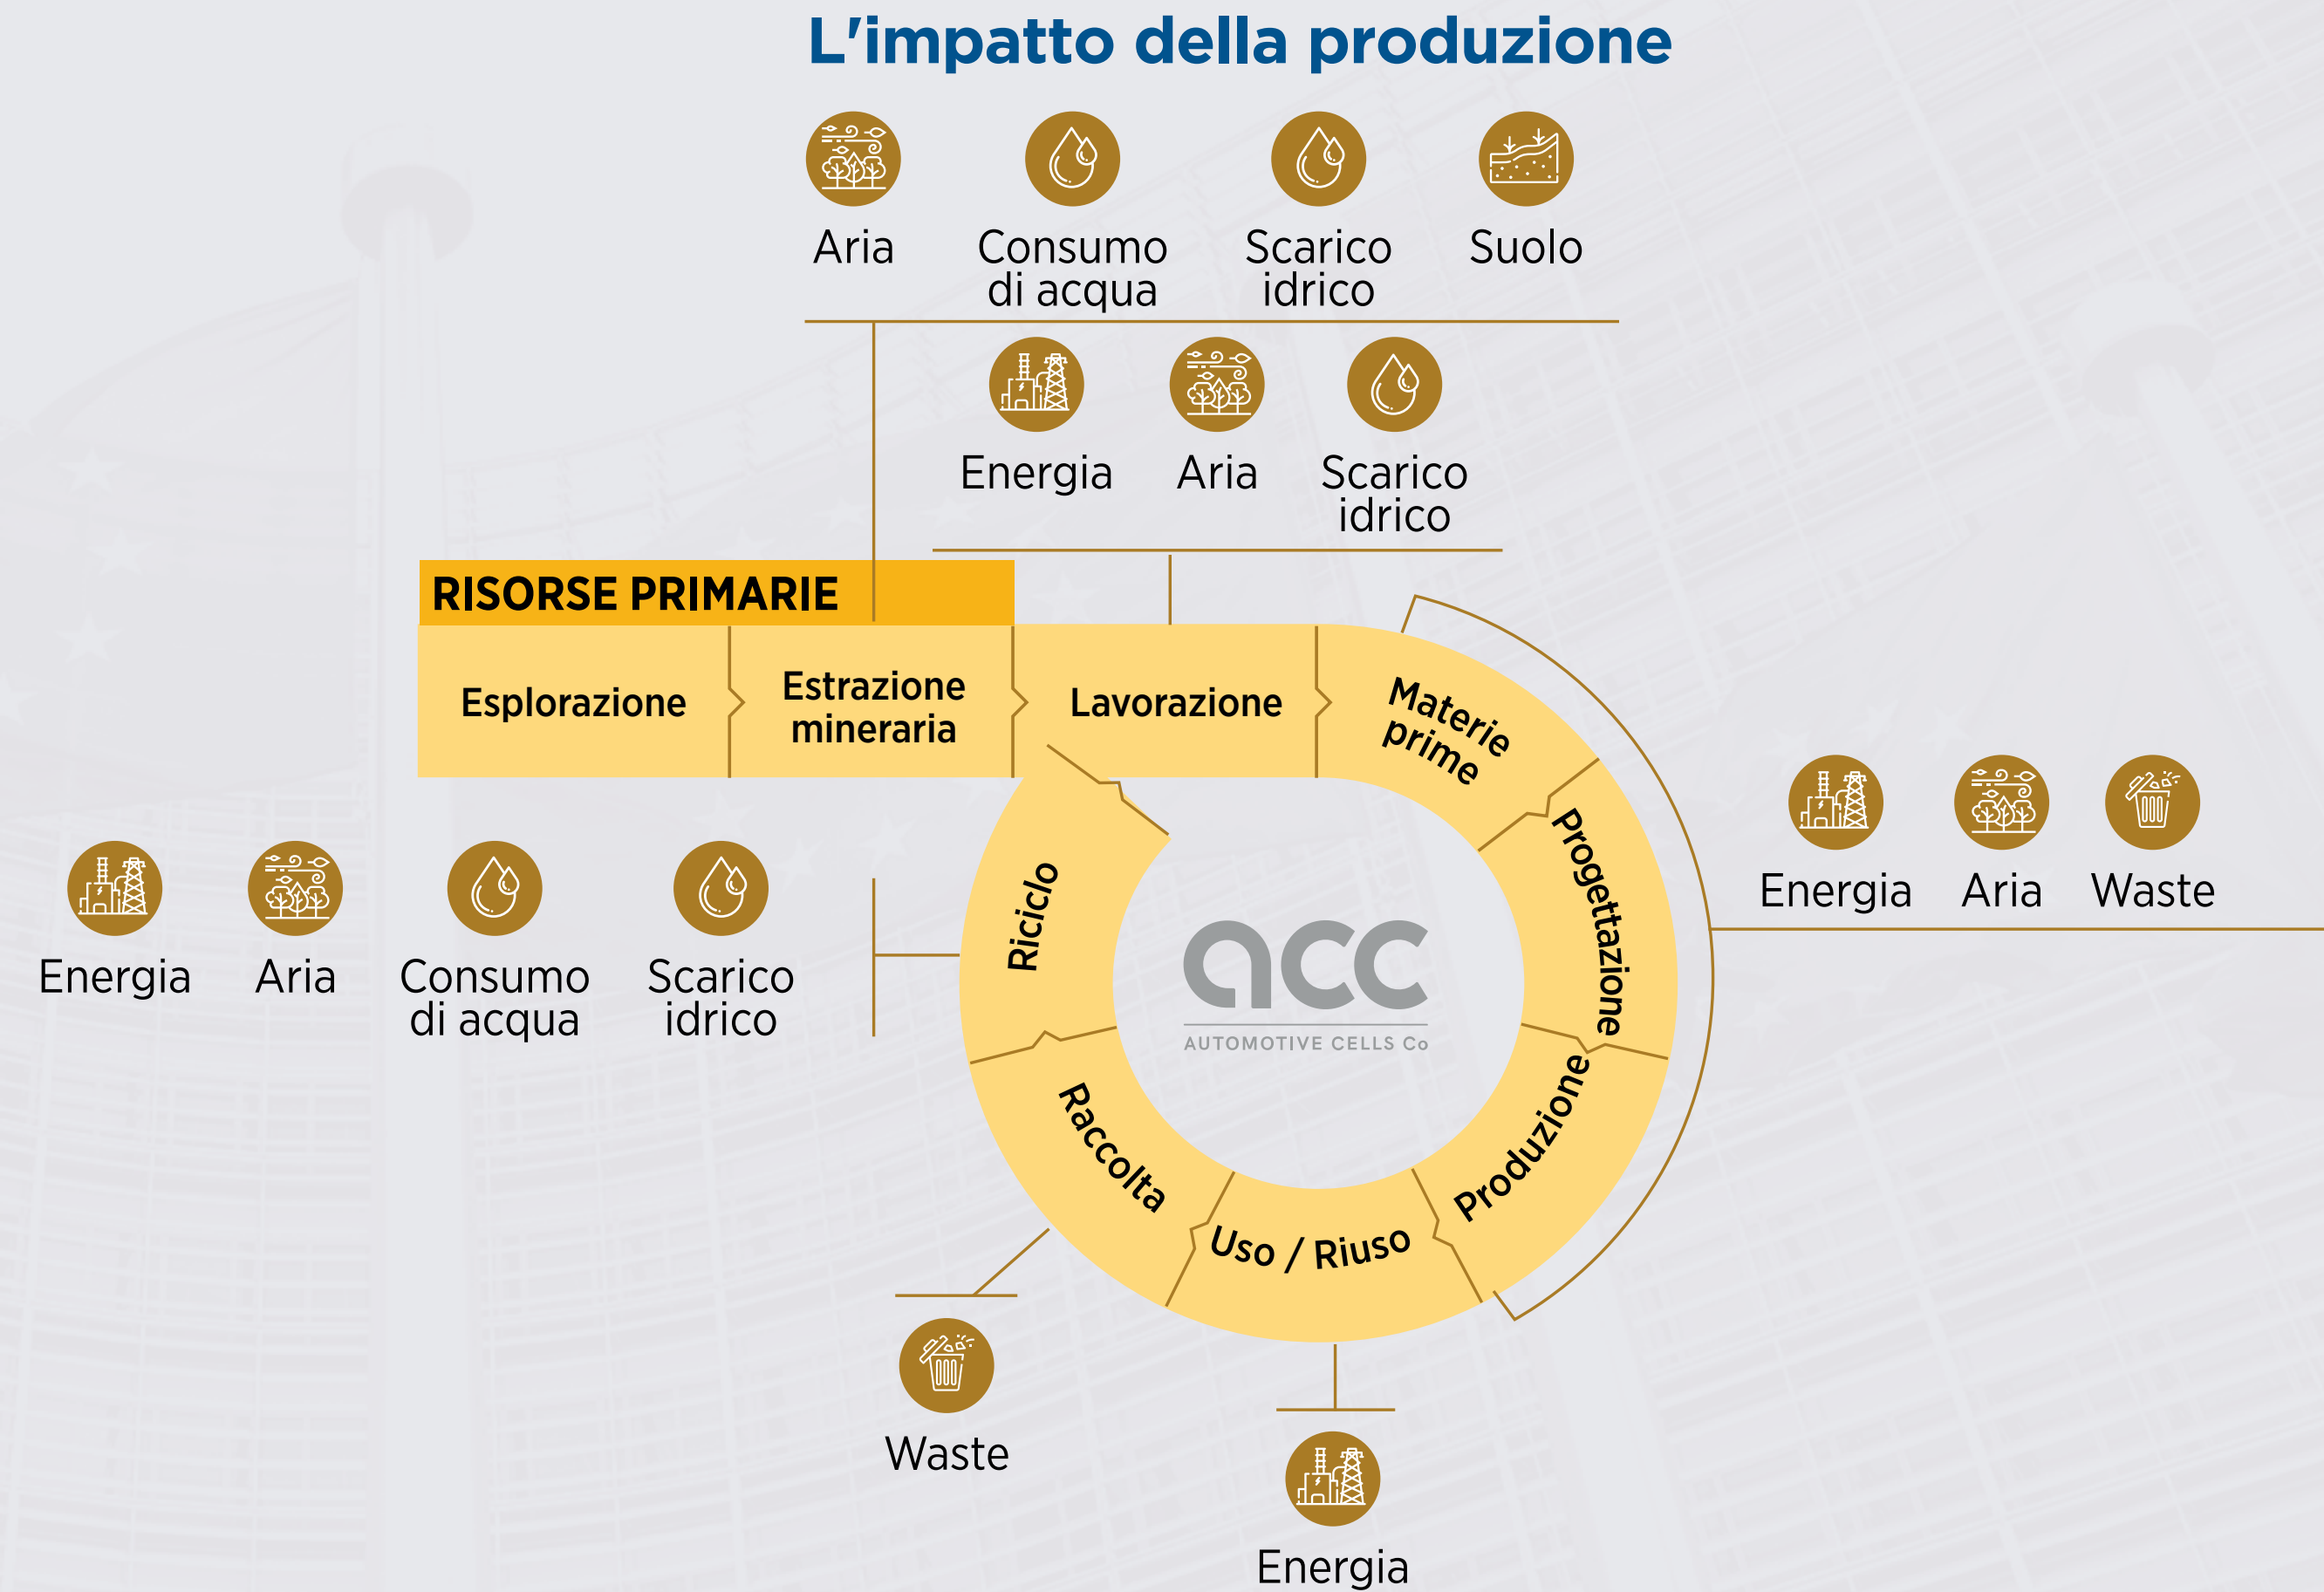 L'impatto della produzione
Aria
Consumo
di acqua
Scarico
idrico
Suolo
Energia
Aria
Scarico
idrico
RISORSE PRIMARIE
Esplorazione
Estrazione
mineraria
Lavorazione
Materie
prime
Progettazione
Produzione
Uso / Riuso
Raccolta
Riciclo
Energia
Aria
Waste
Energia
Aria
Consumo
di acqua
Scarico
idrico
acc
AUTOMOTIVE CELLS Co
Waste
Energia